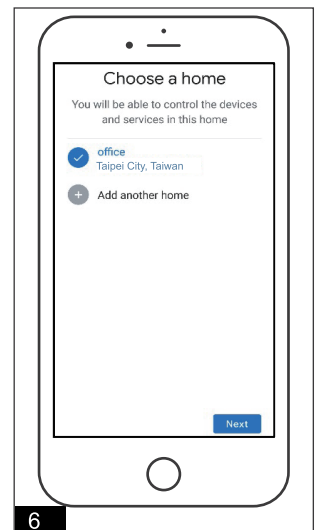 Choose a home
You will be able to control the devices
and services in this home
office
Taipei City, Taiwan
Add another home
Next
6